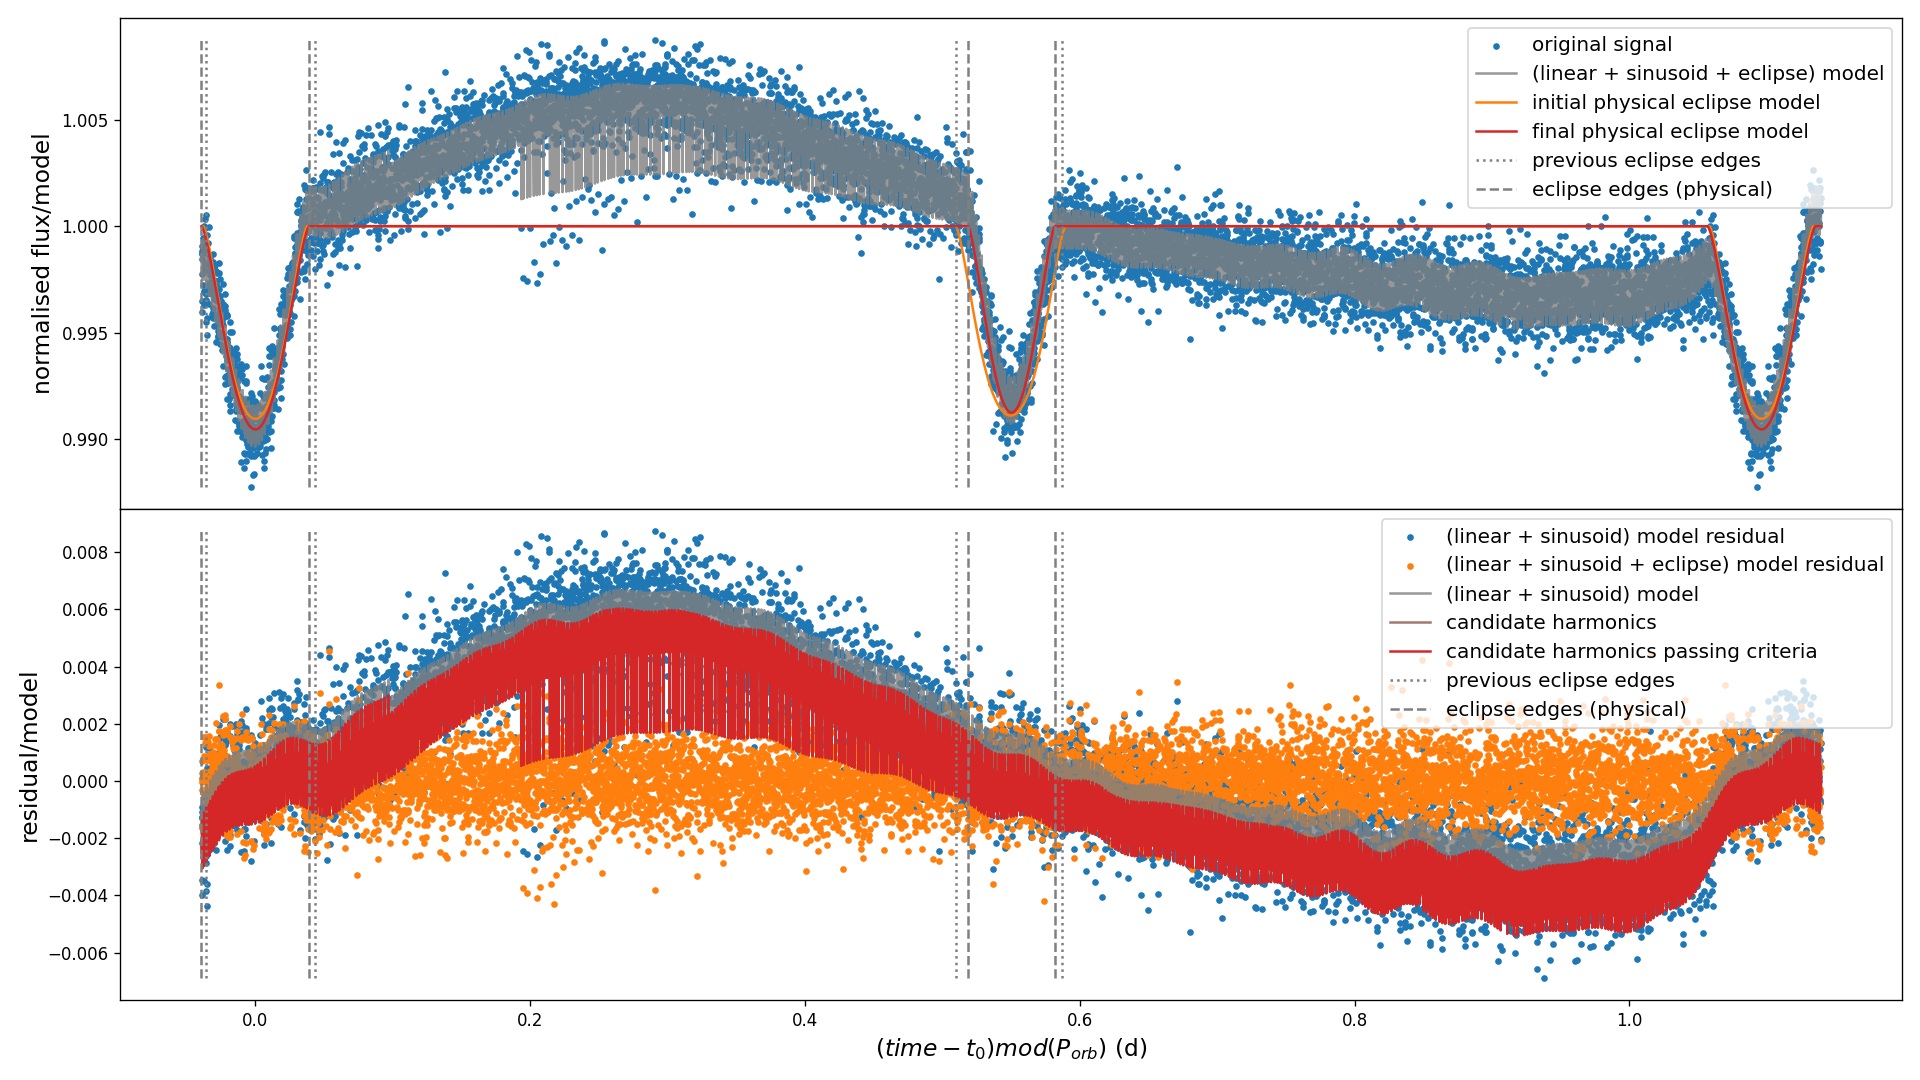 normalised flux/model
1.005
1.000
0.995
0.990
original signal
(linear + sinusoid + eclipse) model
initial physical eclipse model
final physical eclipse model
previous eclipse edges
eclipse edges (physical)
residual/model
0.008
0.006
0.004
0.002
0.000
−0.002
−0.004
−0.006
(linear + sinusoid) model residual
(linear + sinusoid + eclipse) model residual
(linear + sinusoid) model
candidate harmonics
candidate harmonics passing criteria
previous eclipse edges
eclipse edges (physical)
0.0 0.2 0.4 0.6 0.8 1.0
(time − t₀)mod(Pₒᵣb) (d)